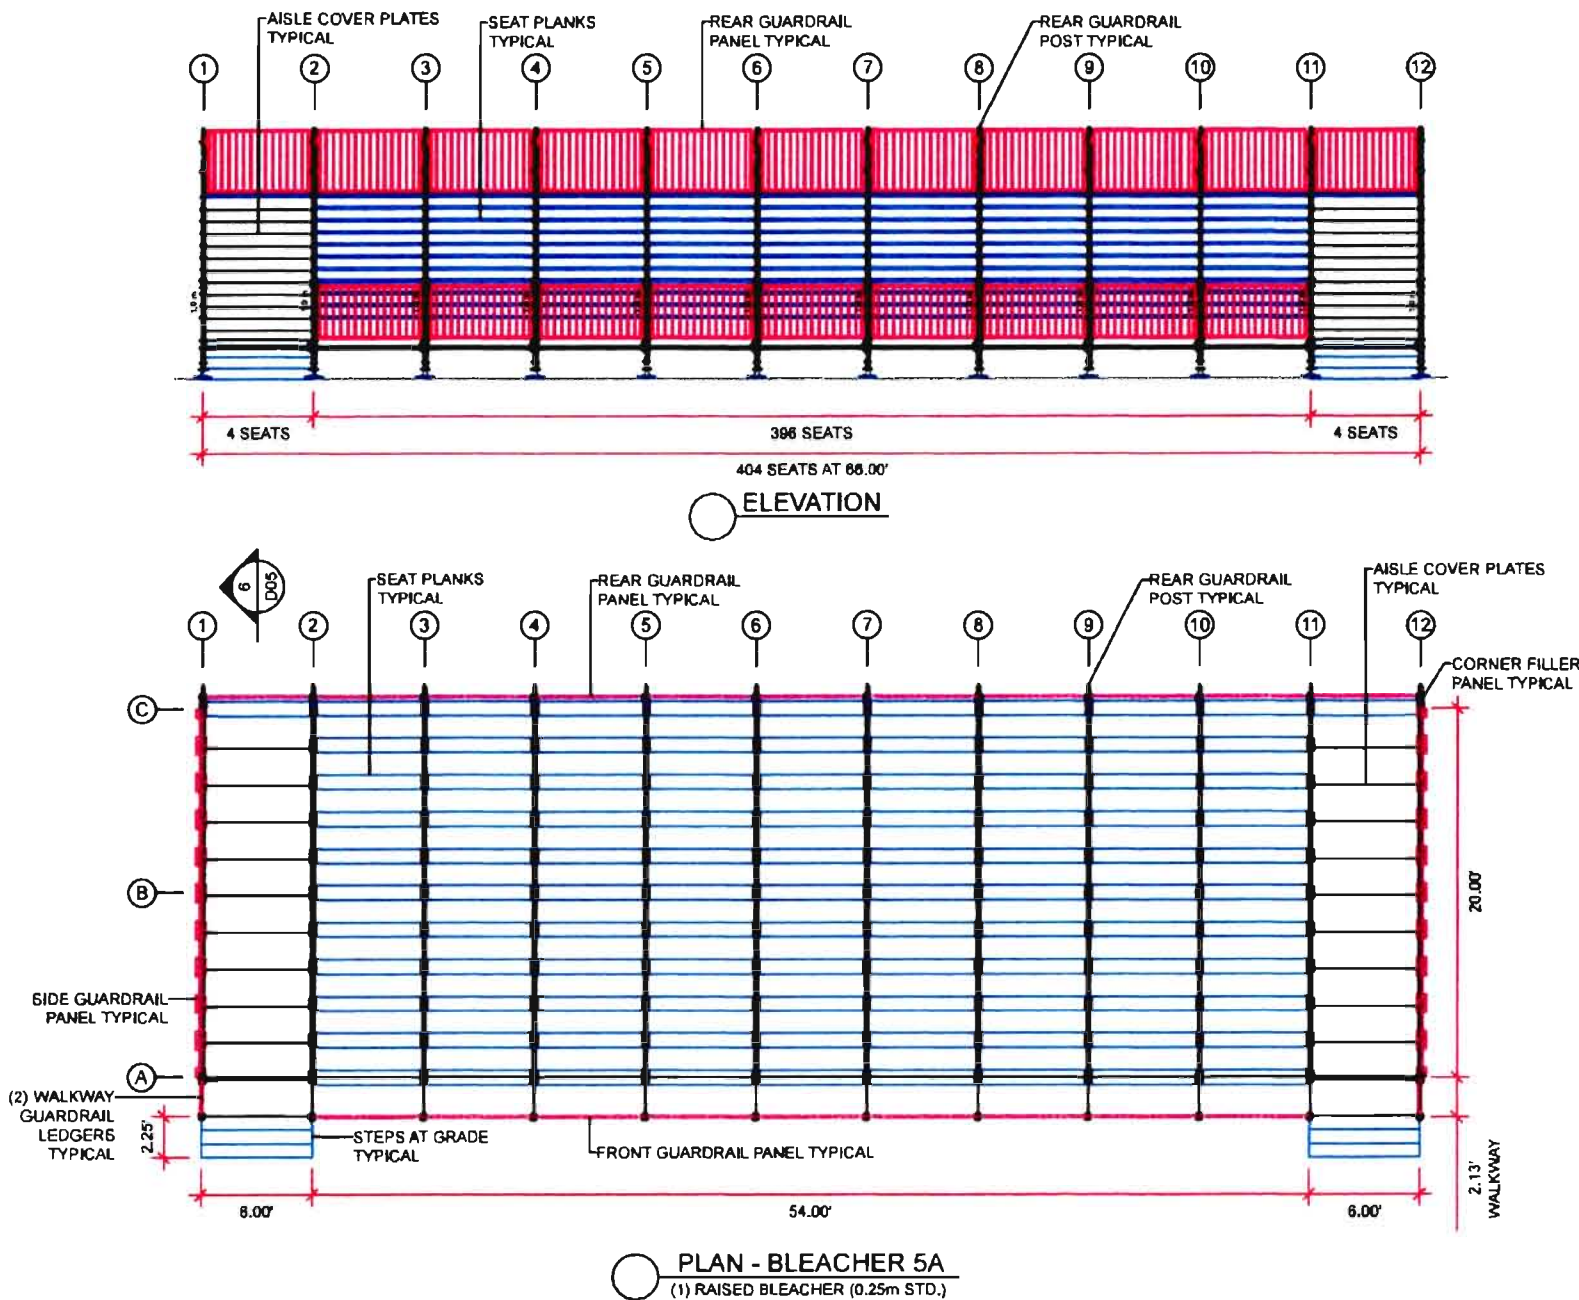 AISLE COVER PLATES
TYPICAL
SEAT PLANKS
TYPICAL
REAR GUARDRAIL
PANEL TYPICAL
REAR GUARDRAIL
POST TYPICAL
1 2 3 4 5 6 7 8 9 10 11 12
4 SEATS
396 SEATS
4 SEATS
404 SEATS AT 66.00'
ELEVATION
6
D05
SEAT PLANKS
TYPICAL
REAR GUARDRAIL
PANEL TYPICAL
REAR GUARDRAIL
POST TYPICAL
AISLE COVER PLATES
TYPICAL
1 2 3 4 5 6 7 8 9 10 11 12
CORNER FILLER
PANEL TYPICAL
C
B
20.00'
SIDE GUARDRAIL
PANEL TYPICAL
A
(2) WALKWAY
GUARDRAIL
LEDGERS
TYPICAL
2.25'
STEPS AT GRADE
TYPICAL
FRONT GUARDRAIL PANEL TYPICAL
2.13'
WALKWAY
6.00'
54.00'
6.00'
PLAN - BLEACHER 5A
(1) RAISED BLEACHER (0.25m STD.)